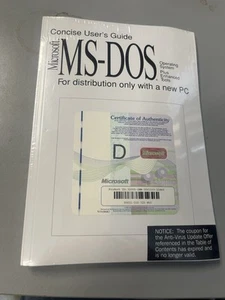 Concise User's Guide
Microsoft
MS-DOS
Operating
System
Plus
Enhanced
Tools
For distribution only with a new PC
Certificate of Authenticity
D
Microsoft
NOTICE: The coupon for
the Anti-Virus Update Offer
referenced in the Table of
Contents has expired and
is no longer valid.